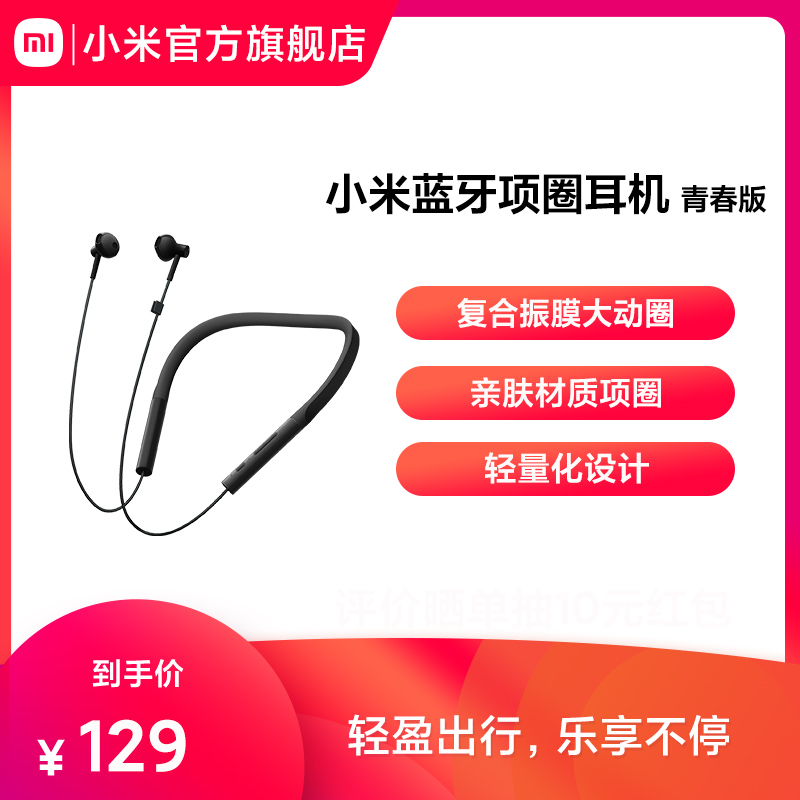 mi 小米官方旗舰店
小米蓝牙项圈耳机 青春版
复合振膜大动圈
亲肤材质项圈
轻量化设计
评价晒单抽10元红包
到手价
¥ 129
轻盈出行，乐享不停